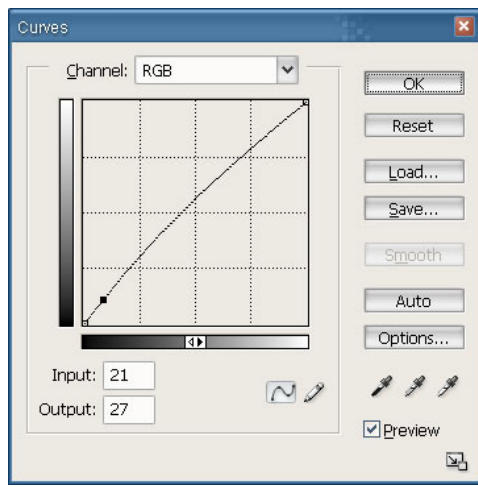 Curves
Channel: RGB
OK
Reset
Load...
Save...
Smooth
Auto
Options...
Input: 21
Output: 27
Preview